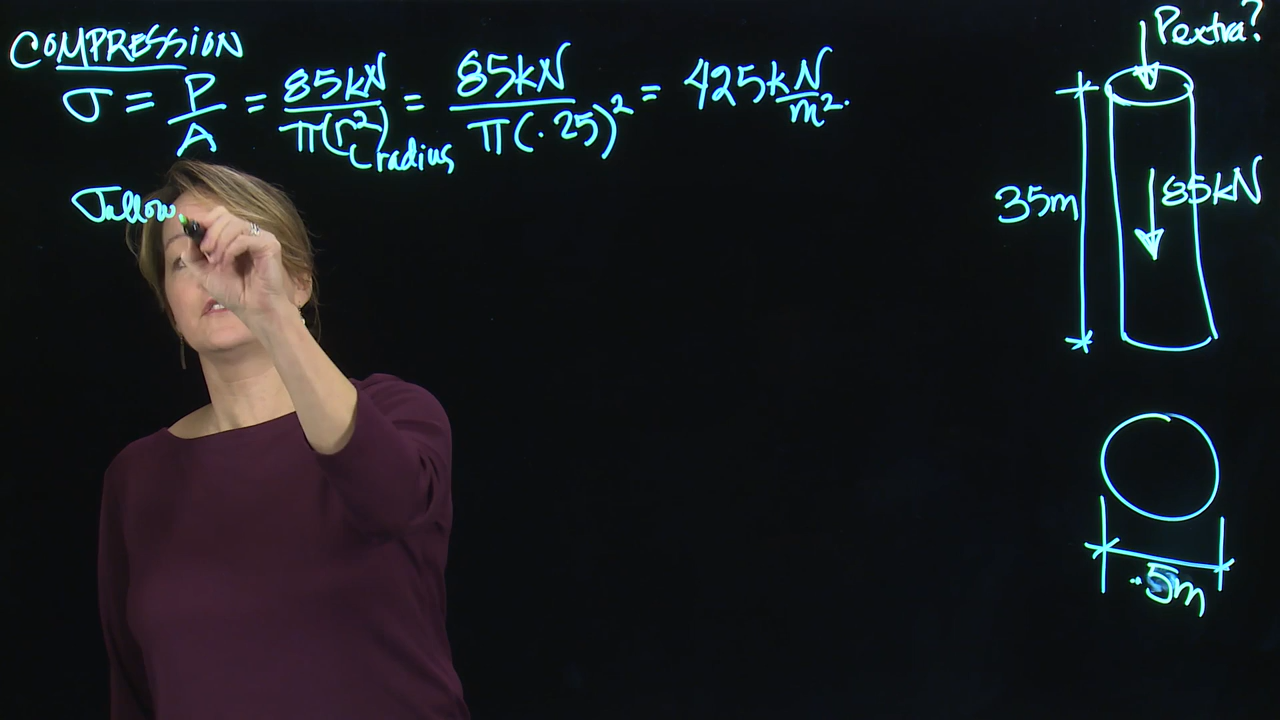 COMPRESSION
σ = P/A = 85kN/π(r²) = 85kN/π(.25)² = 425kN/m².
radius
σallow.
Pextra?
35m
85kN
.5m